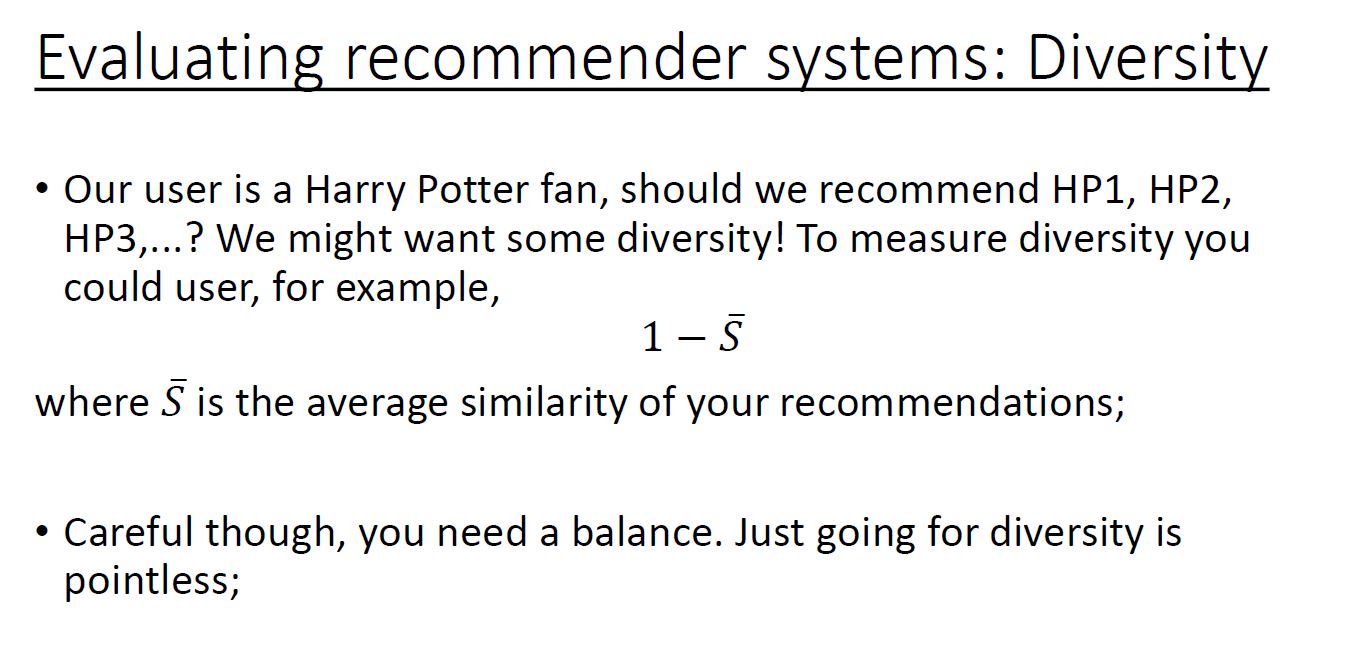 Evaluating recommender systems: Diversity
• Our user is a Harry Potter fan, should we recommend HP1, HP2,
HP3,...? We might want some diversity! To measure diversity you
could user, for example,
1 − S̄
where S̄ is the average similarity of your recommendations;
• Careful though, you need a balance. Just going for diversity is
pointless;